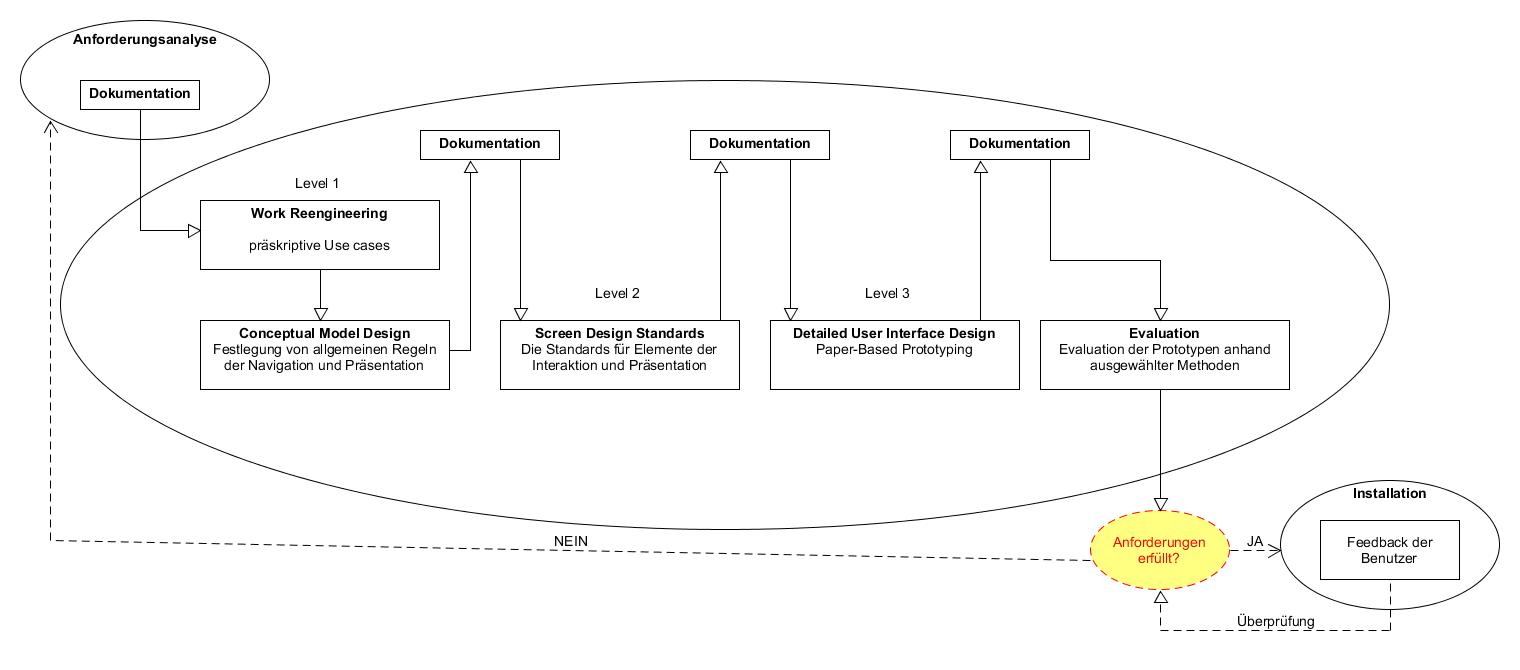 Anforderungsanalyse
Dokumentation
Dokumentation
Dokumentation
Dokumentation
Level 1
Work Reengineering
präskriptive Use cases
Level 2
Level 3
Conceptual Model Design
Festlegung von allgemeinen Regeln
der Navigation und Präsentation
Screen Design Standards
Die Standards für Elemente der
Interaktion und Präsentation
Detailed User Interface Design
Paper-Based Prototyping
Evaluation
Evaluation der Prototypen anhand
ausgewählter Methoden
Installation
Feedback der
Benutzer
NEIN
Anforderungen
erfüllt?
JA
Überprüfung